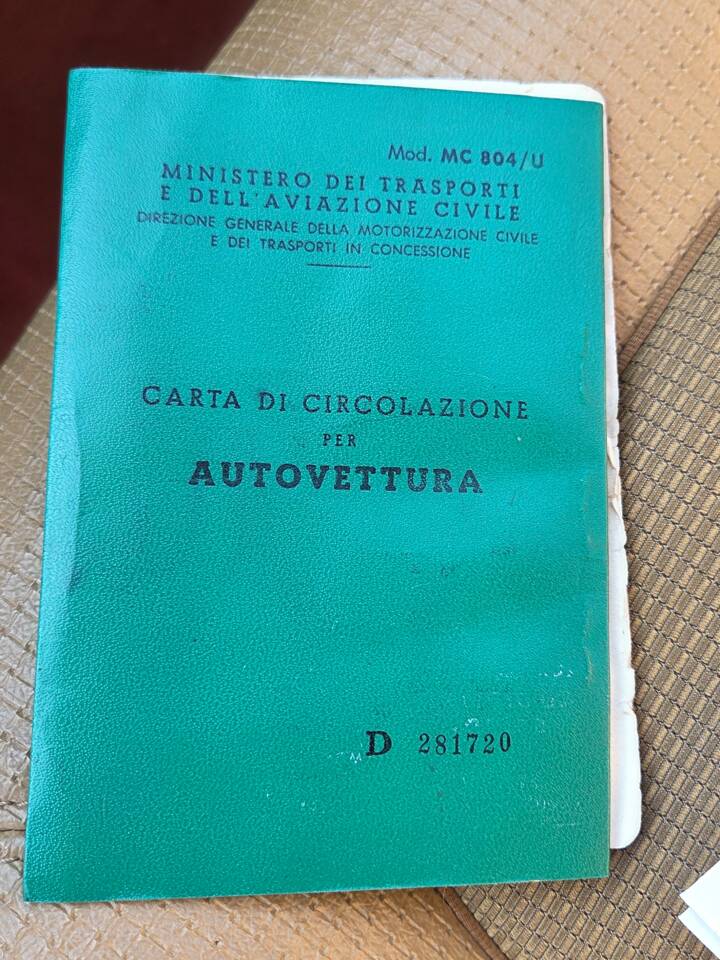 Mod. MC 804/U
MINISTERO DEI TRASPORTI
E DELL'AVIAZIONE CIVILE
DIREZIONE GENERALE DELLA MOTORIZZAZIONE CIVILE
E DEI TRASPORTI IN CONCESSIONE
CARTA DI CIRCOLAZIONE
PER
AUTOVETTURA
D 281720